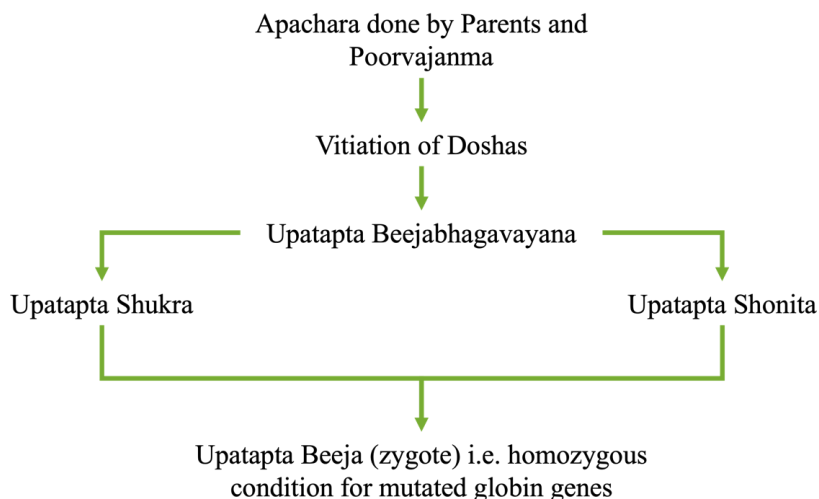 Apachara done by Parents and
Poorvajanma
Vitiation of Doshas
Upatapta Beejabhagavayana
Upatapta Shukra
Upatapta Shonita
Upatapta Beeja (zygote) i.e. homozygous
condition for mutated globin genes